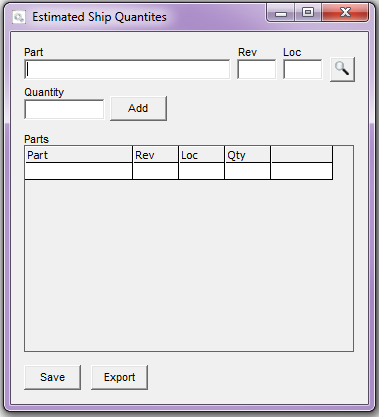 Estimated Ship Quantites
Part Rev Loc
Quantity
Add
Parts
Part Rev Loc Qty
Save Export